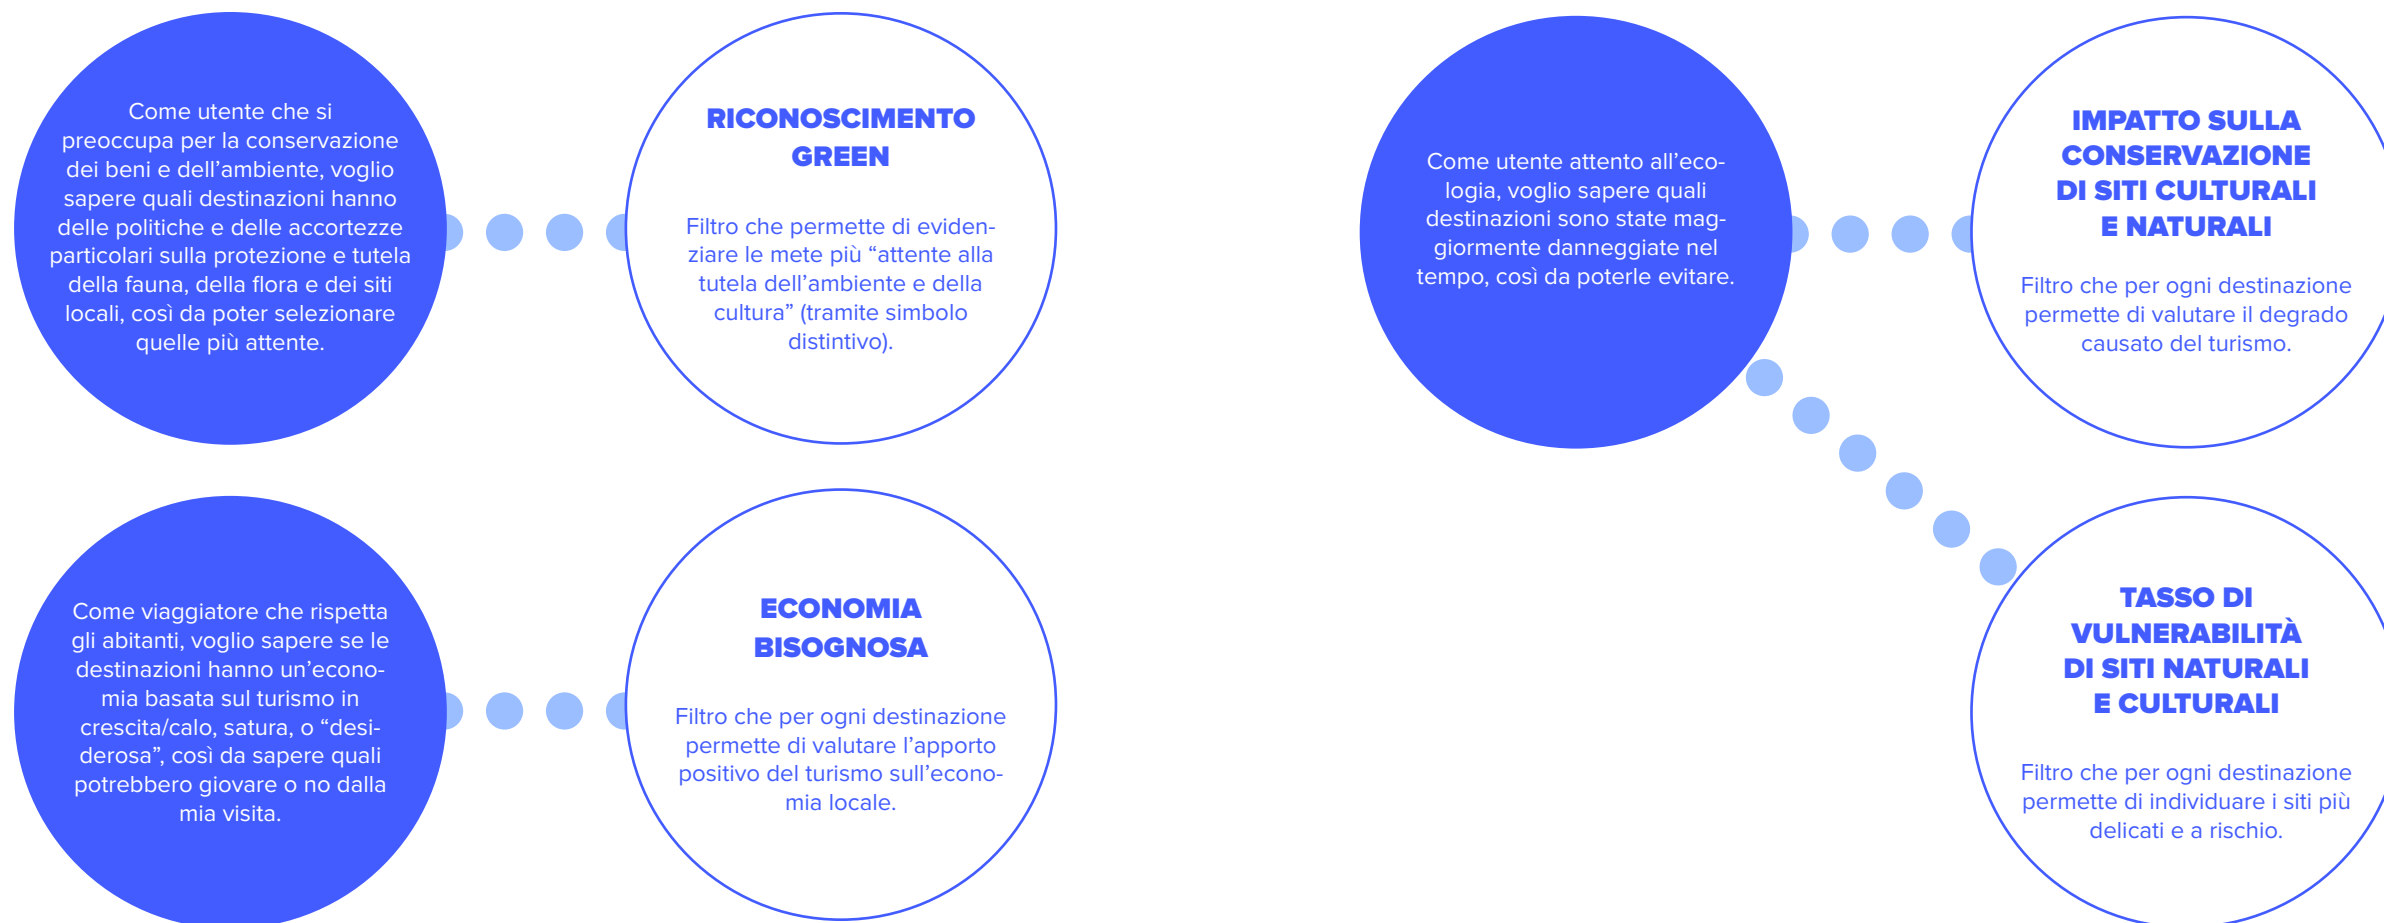 Come utente che si
preoccupa per la conservazione
dei beni e dell’ambiente, voglio
sapere quali destinazioni hanno
delle politiche e delle accortezze
particolari sulla protezione e tutela
della fauna, della flora e dei siti
locali, così da poter selezionare
quelle più attente.
RICONOSCIMENTO
GREEN
Filtro che permette di eviden-
ziare le mete più “attente alla
tutela dell’ambiente e della
cultura” (tramite simbolo
distintivo).
Come utente attento all’eco-
logia, voglio sapere quali
destinazioni sono state mag-
giormente danneggiate nel
tempo, così da poterle evitare.
IMPATTO SULLA
CONSERVAZIONE
DI SITI CULTURALI
E NATURALI
Filtro che per ogni destinazione
permette di valutare il degrado
causato del turismo.
Come viaggiatore che rispetta
gli abitanti, voglio sapere se le
destinazioni hanno un’econo-
mia basata sul turismo in
crescita/calo, satura, o “desi-
derosa”, così da sapere quali
potrebbero giovare o no dalla
mia visita.
ECONOMIA
BISOGNOSA
Filtro che per ogni destinazione
permette di valutare l’apporto
positivo del turismo sull’econo-
mia locale.
TASSO DI
VULNERABILITÀ
DI SITI NATURALI
E CULTURALI
Filtro che per ogni destinazione
permette di individuare i siti più
delicati e a rischio.